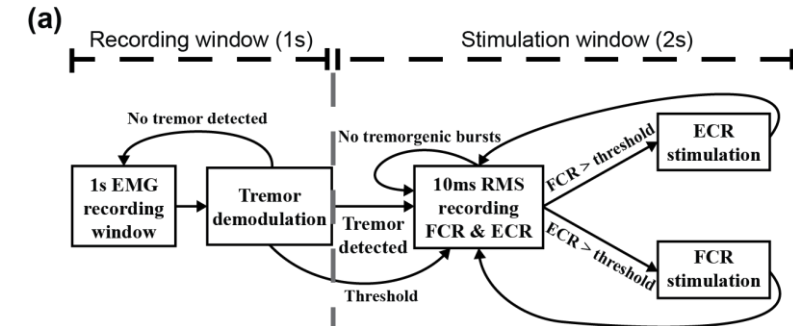 (a)
Recording window (1s)
Stimulation window (2s)
No tremor detected
1s EMG
recording
window
Tremor
demodulation
Tremor
detected
Threshold
No tremorgenic bursts
10ms RMS
recording
FCR & ECR
FCR > threshold
ECR > threshold
ECR
stimulation
FCR
stimulation